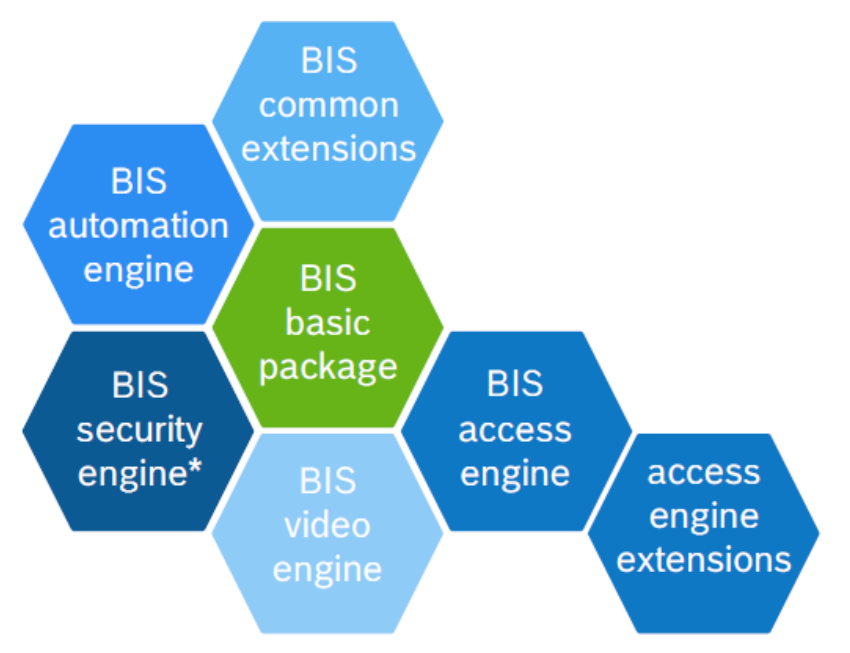 BIS
common
extensions
BIS
automation
engine
BIS
basic
package
BIS
security
engine*
BIS
access
engine
BIS
video
engine
access
engine
extensions